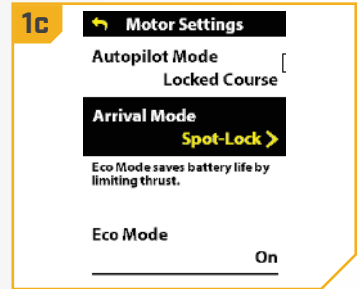 1c
Motor Settings
Autopilot Mode
Locked Course
Arrival Mode
Spot-Lock >
Eco Mode saves battery life by
limiting thrust.
Eco Mode
On